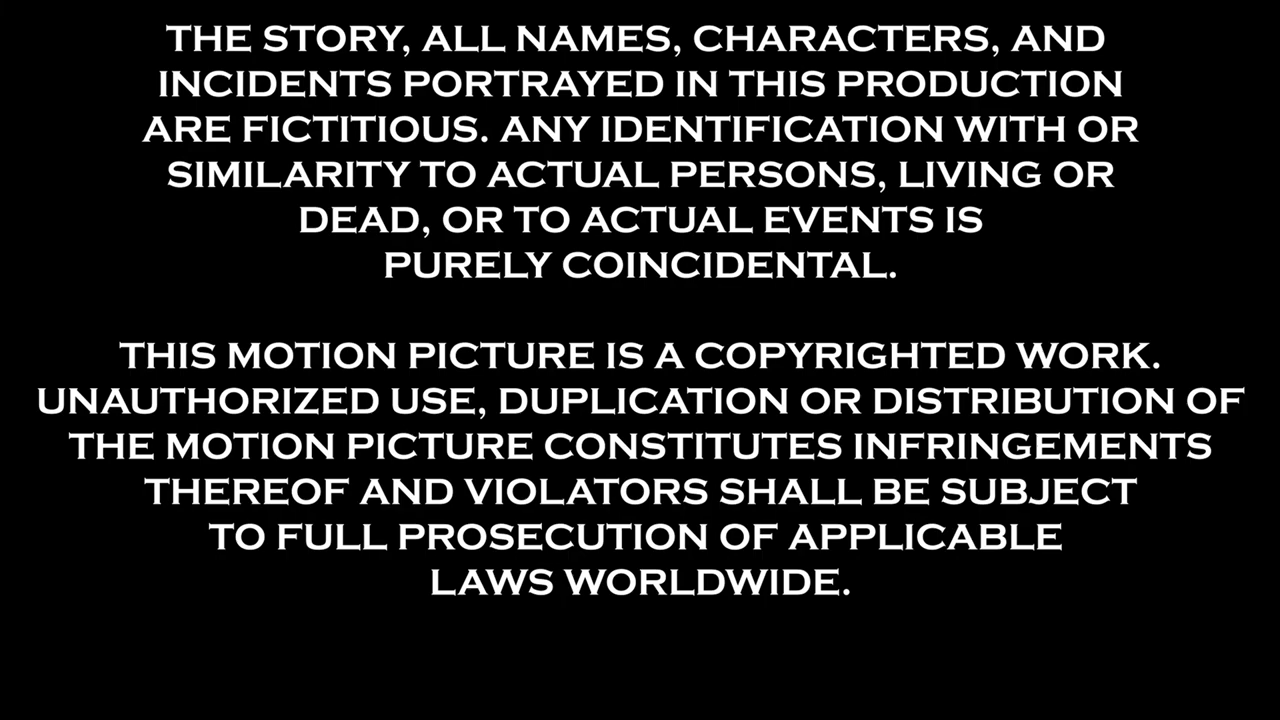 THE STORY, ALL NAMES, CHARACTERS, AND
INCIDENTS PORTRAYED IN THIS PRODUCTION
ARE FICTITIOUS. ANY IDENTIFICATION WITH OR
SIMILARITY TO ACTUAL PERSONS, LIVING OR
DEAD, OR TO ACTUAL EVENTS IS
PURELY COINCIDENTAL.
THIS MOTION PICTURE IS A COPYRIGHTED WORK.
UNAUTHORIZED USE, DUPLICATION OR DISTRIBUTION OF
THE MOTION PICTURE CONSTITUTES INFRINGEMENTS
THEREOF AND VIOLATORS SHALL BE SUBJECT
TO FULL PROSECUTION OF APPLICABLE
LAWS WORLDWIDE.